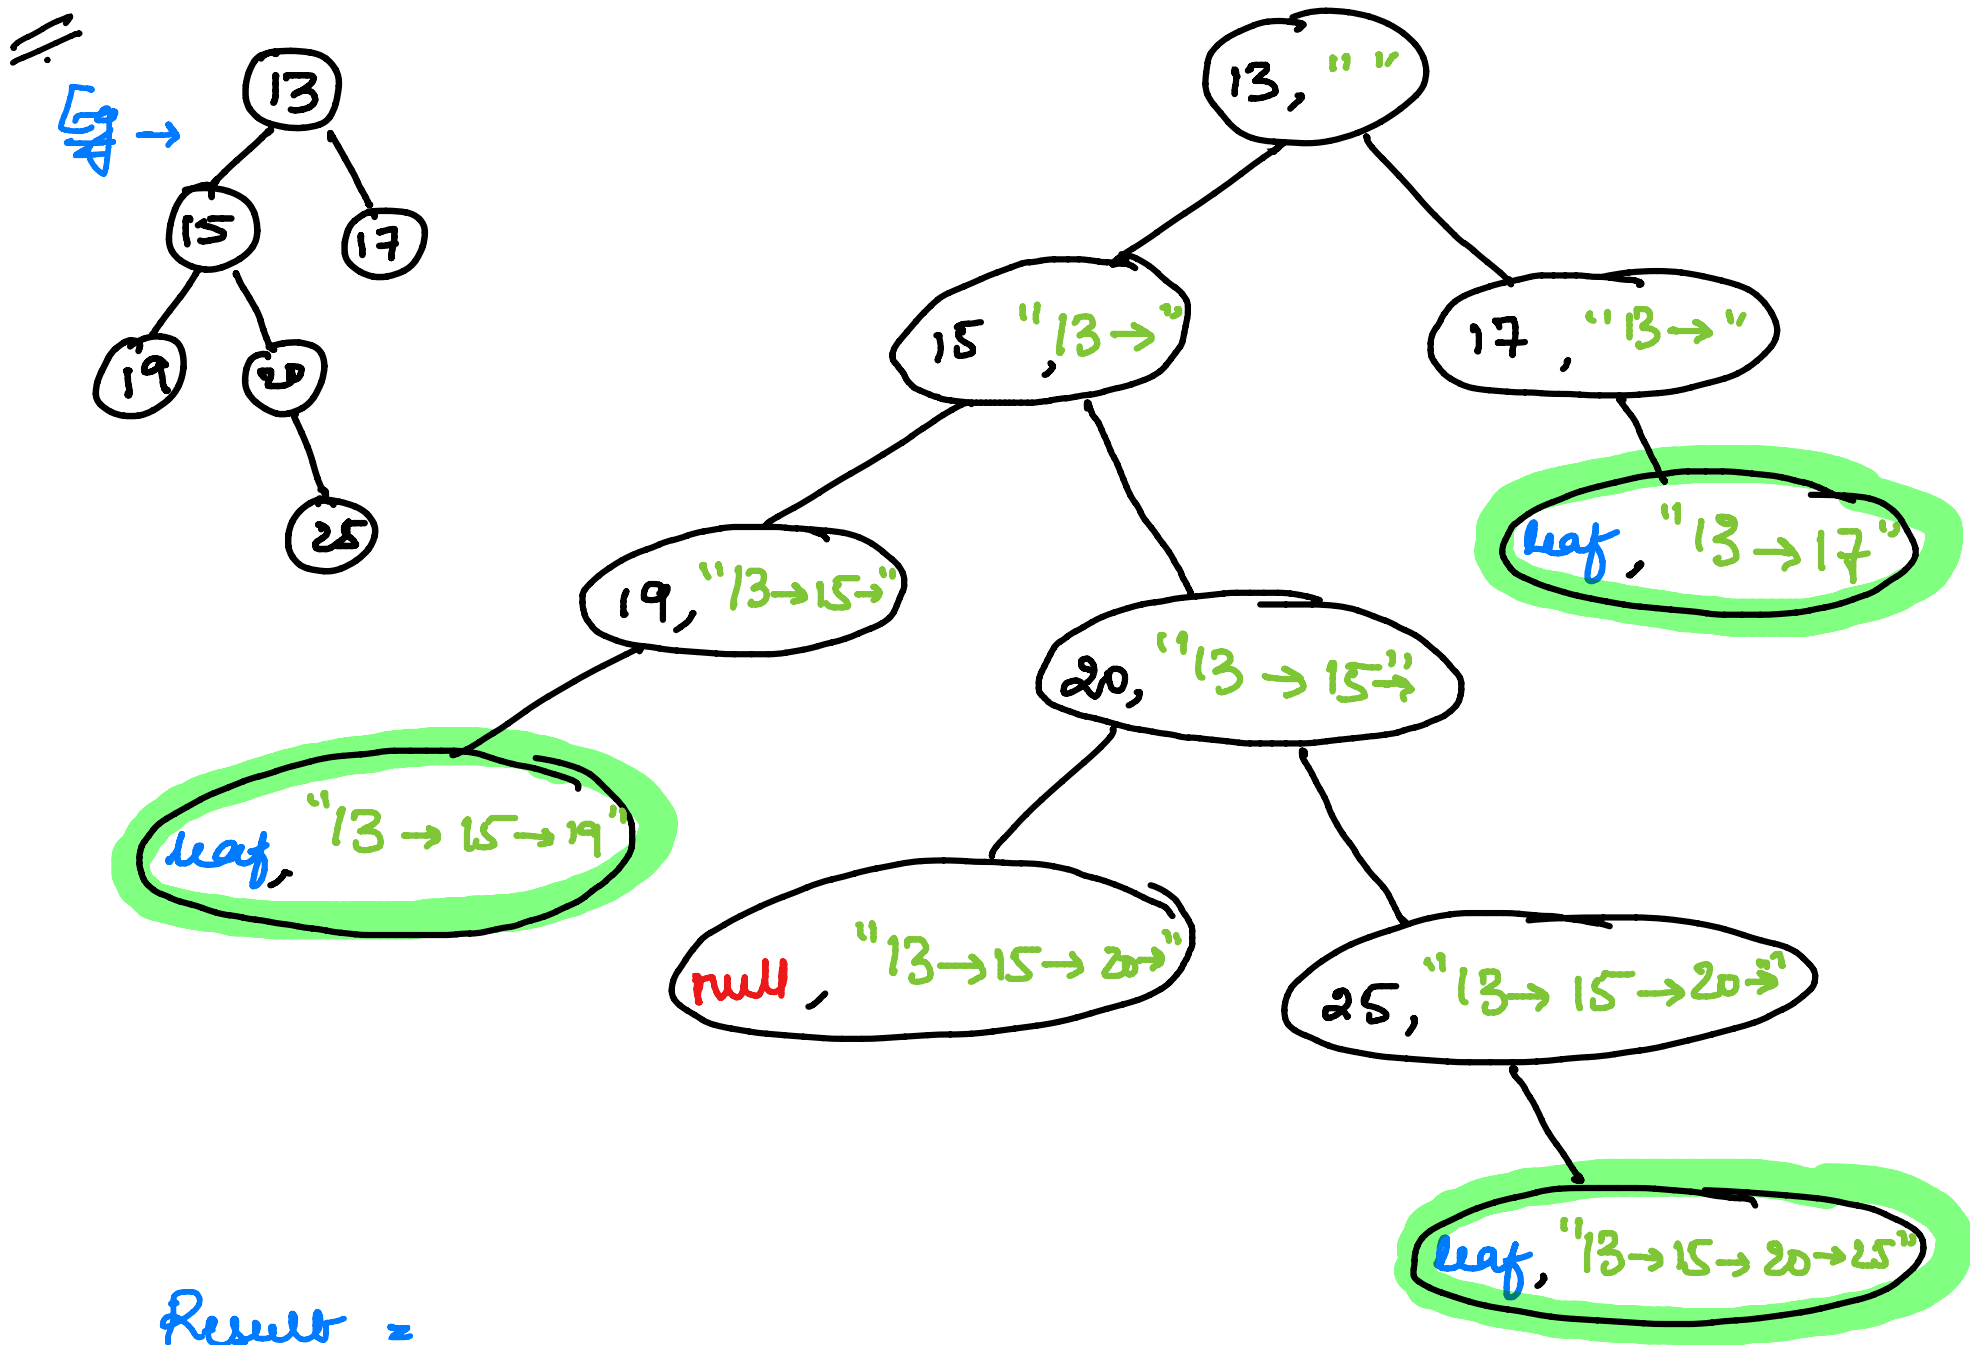 Eg →
13
15
17
19
20
25
13, " "
15, "13→"
17, "13→"
19, "13→15→"
20, "13→15→"
leaf, "13→17"
leaf, "13→15→19"
null, "13→15→20→"
25, "13→15→20→"
leaf, "13→15→20→25"
Result =